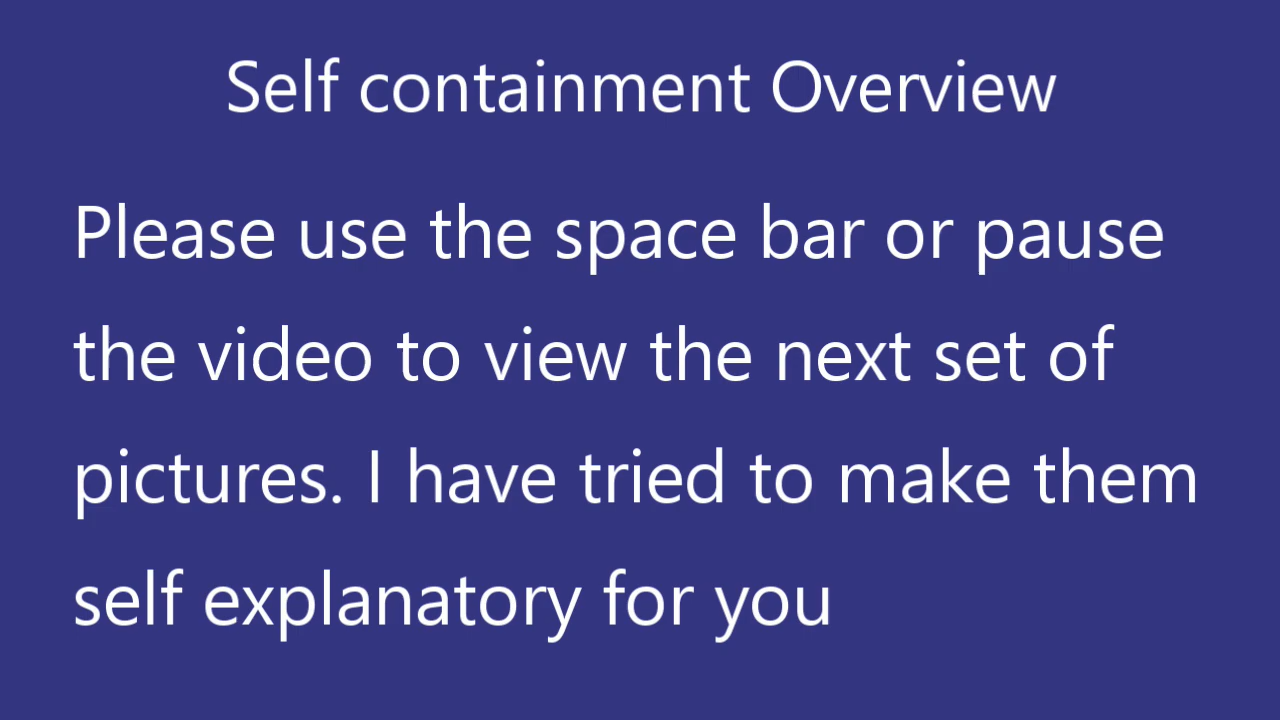 Self containment Overview
Please use the space bar or pause
the video to view the next set of
pictures. I have tried to make them
self explanatory for you